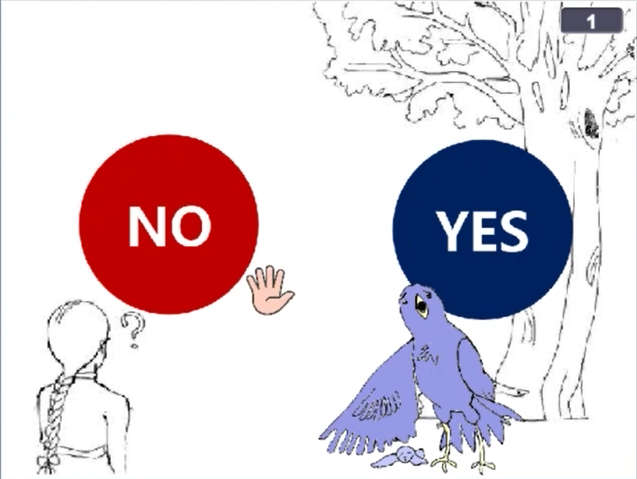 1
NO
YES
?